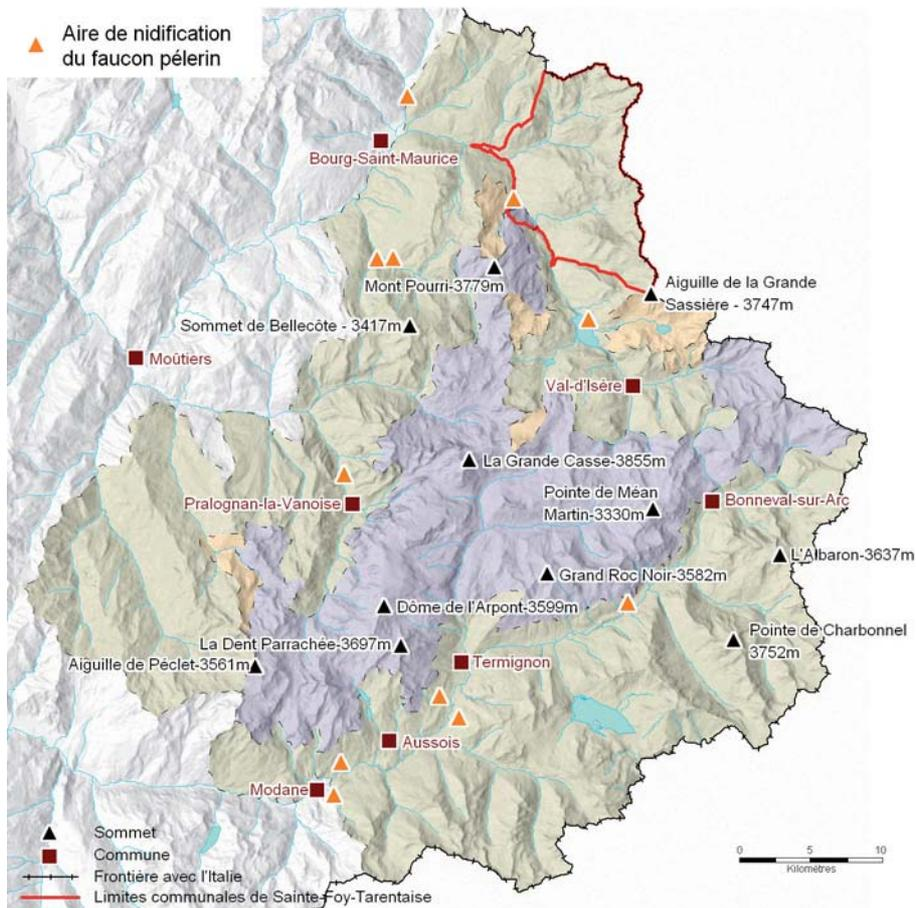 Aire de nidification
du faucon pélerin
Bourg-Saint-Maurice
Mont Pourri-3779m
Aiguille de la Grande
Sassière - 3747m
Sommet de Bellecôte - 3417m
Moûtiers
Val-d'Isère
La Grande Casse-3855m
Pralognan-la-Vanoise
Pointe de Méan
Martin-3330m
Bonneval-sur-Arc
L'Albaron-3637m
Grand Roc Noir-3582m
Dôme de l'Arpont-3599m
La Dent Parrachée-3697m
Pointe de Charbonnel
3752m
Aiguille de Péclet-3561m
Termignon
Aussois
Modane
Sommet
Commune
Frontière avec l'Italie
Limites communales de Sainte-Foy-Tarentaise
0 5 10
Kilomètres